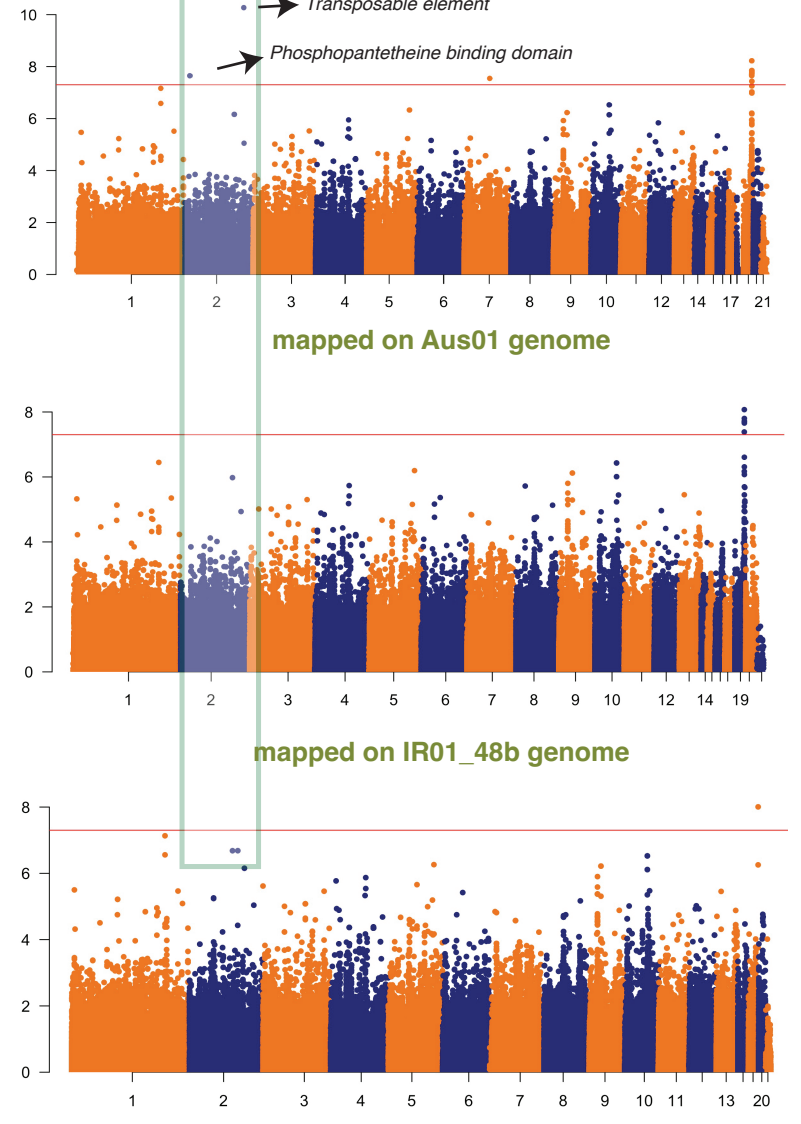 Transposable element
10
Phosphopantetheine binding domain
8
6
4
2
0
1 2 3 4 5 6 7 8 9 10 12 14 17 21
mapped on Aus01 genome
8
6
4
2
0
1 2 3 4 5 6 7 8 9 10 12 14 19
mapped on IR01_48b genome
8
6
4
2
0
1 2 3 4 5 6 7 8 9 10 11 13 20